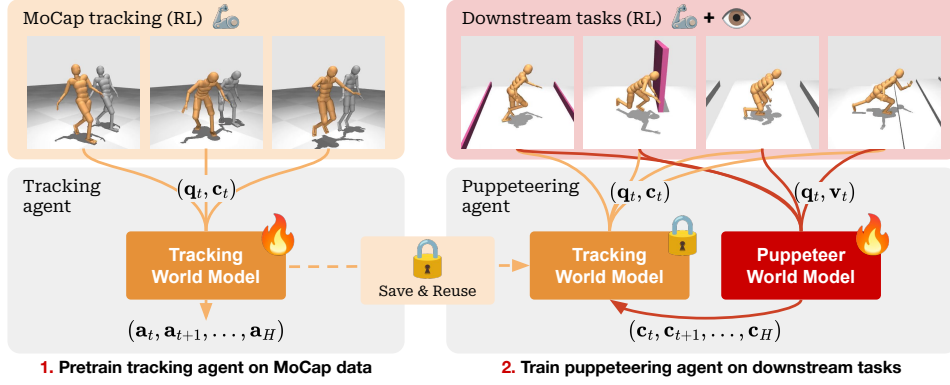 MoCap tracking (RL)
Tracking
agent
(q_t, c_t)
Tracking
World Model
(a_t, a_{t+1}, ..., a_H)
1. Pretrain tracking agent on MoCap data
Save & Reuse
Downstream tasks (RL) +
Puppeteering
agent
(q_t, c_t)
(q_t, v_t)
Tracking
World Model
Puppeteer
World Model
(c_t, c_{t+1}, ..., c_H)
2. Train puppeteering agent on downstream tasks